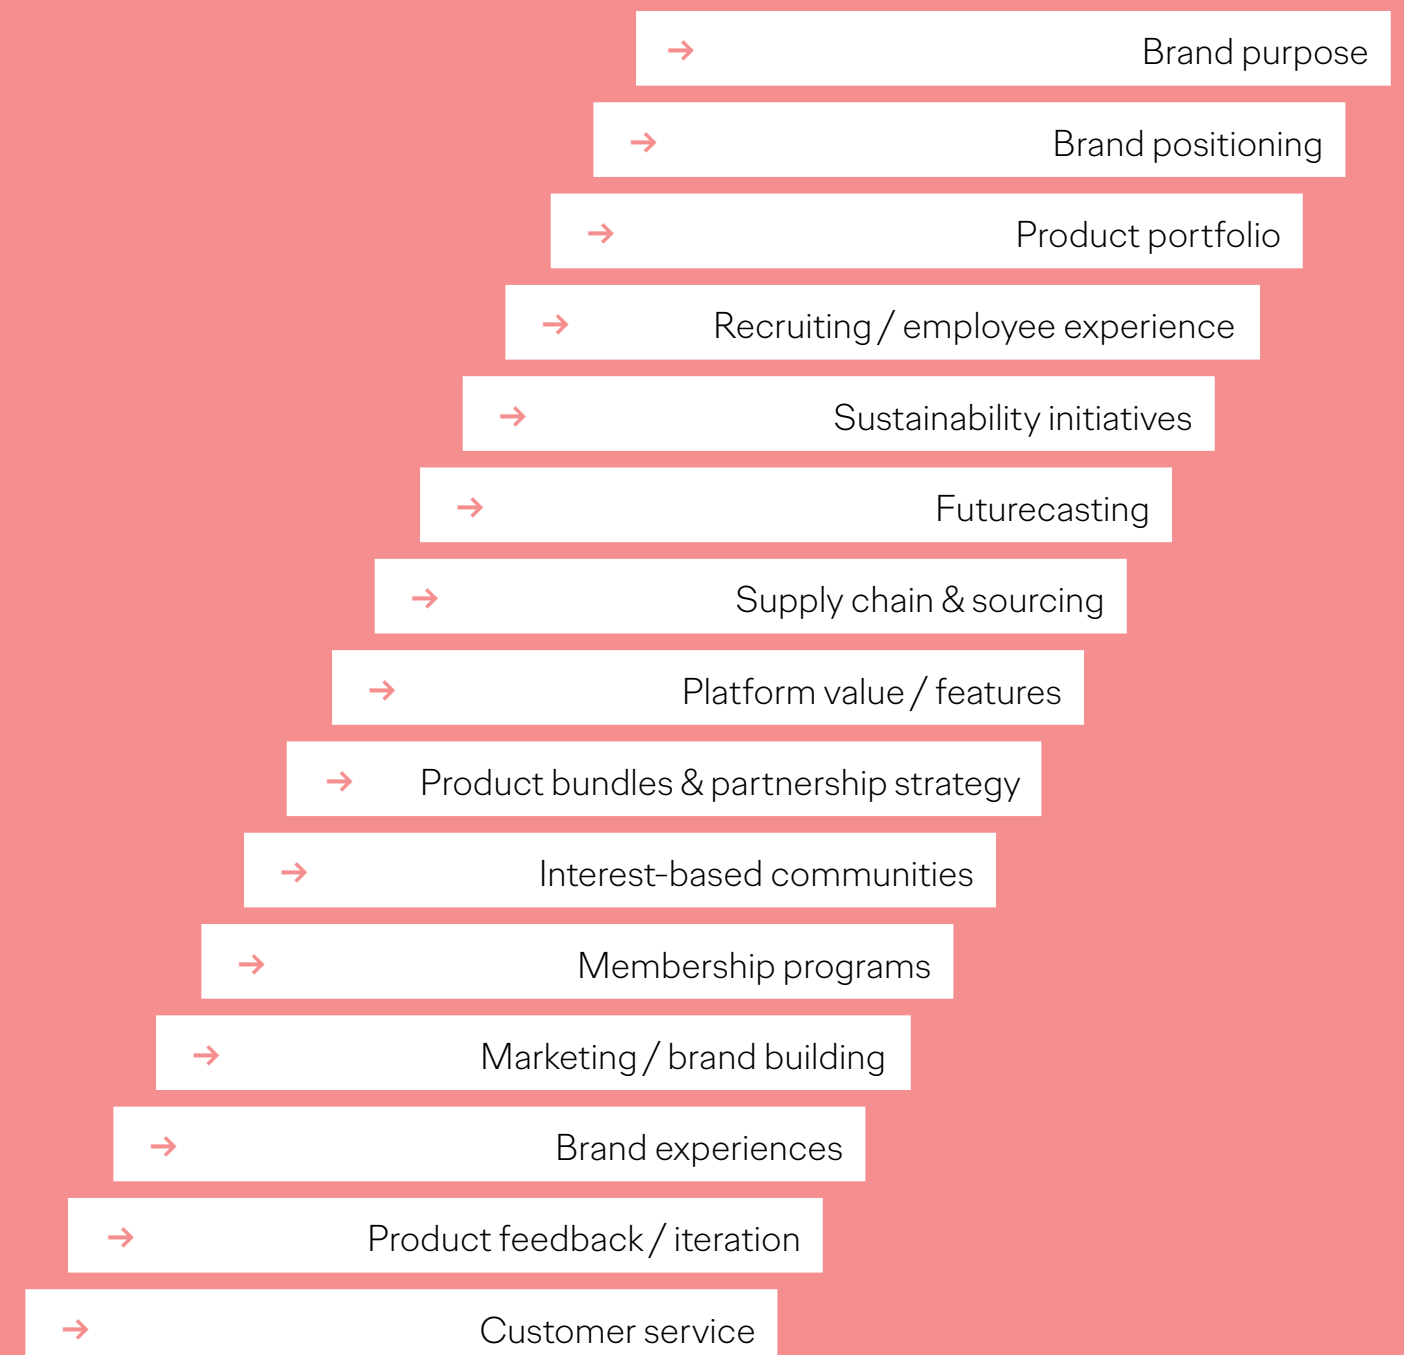 Brand purpose
Brand positioning
Product portfolio
Recruiting / employee experience
Sustainability initiatives
Futurecasting
Supply chain & sourcing
Platform value / features
Product bundles & partnership strategy
Interest-based communities
Membership programs
Marketing / brand building
Brand experiences
Product feedback / iteration
Customer service